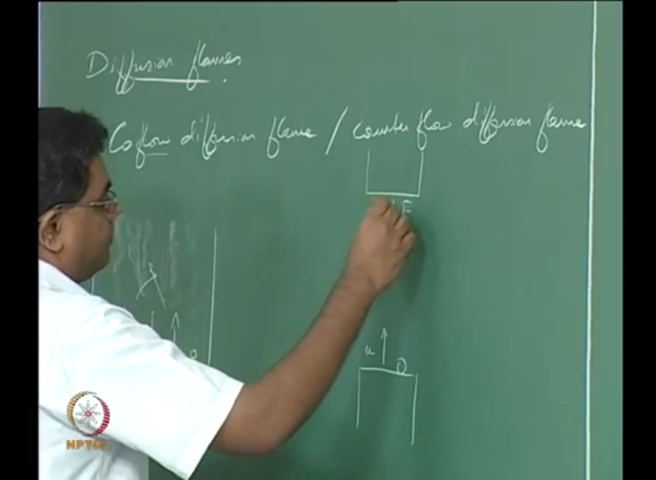 Diffusion flames
Coflow diffusion flame / Counter flow diffusion flame
F
u
O
NPTEL